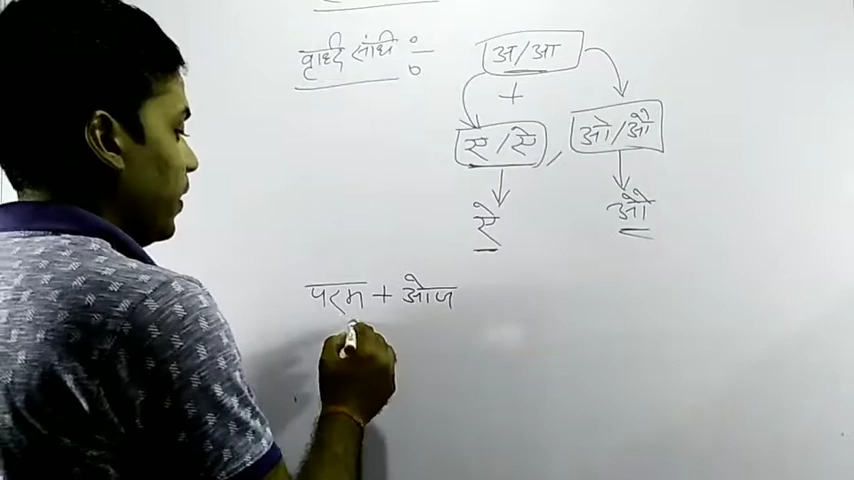 वृद्धि संधि :- अ/आ
+
ए/ऐ , ओ/औ
ऐ औ
परम + ओज